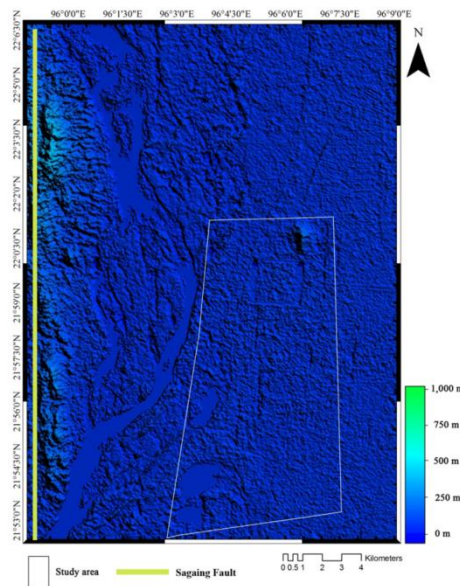 96°0'0"E 96°1'30"E 96°3'0"E 96°4'30"E 96°6'0"E 96°7'30"E 96°9'0"E
N
22°6'30"N
22°5'0"N
22°3'30"N
22°2'0"N
22°0'30"N
21°59'0"N
21°57'30"N
21°56'0"N
21°54'30"N
21°53'0"N
1,000 m
750 m
500 m
250 m
0 m
Study area
Sagaing Fault
Kilometers
0 0.5 1 2 3 4